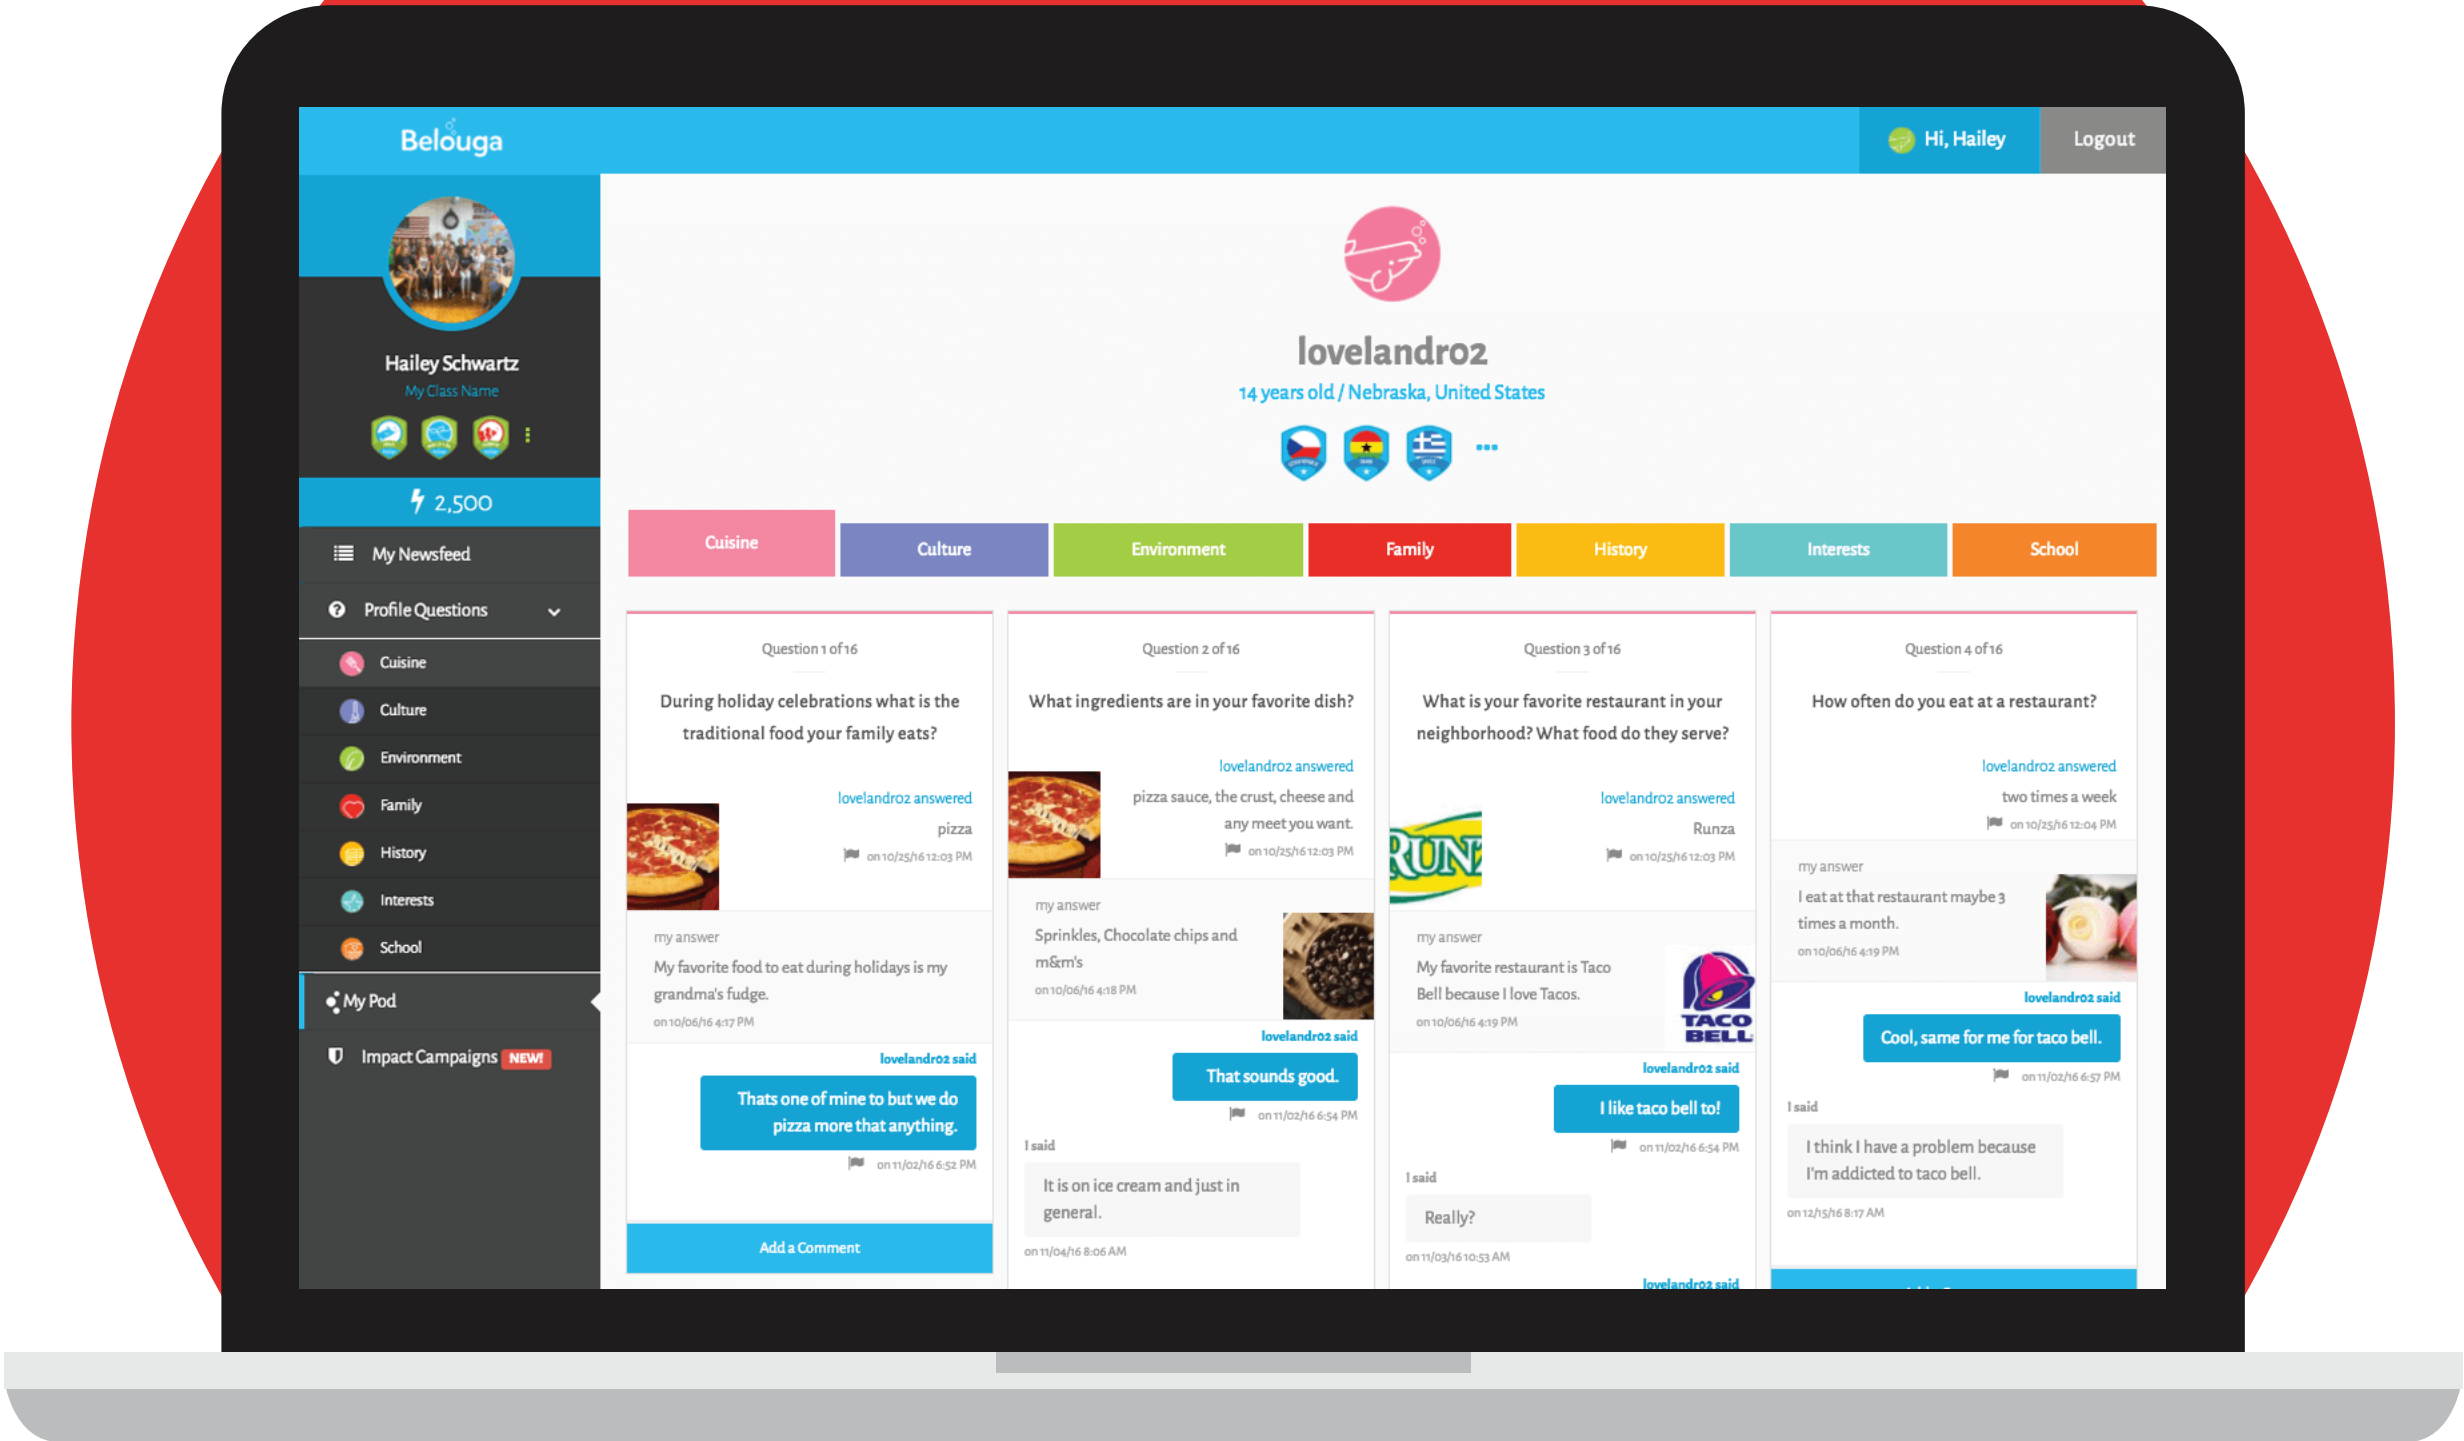 Belouga
Hi, Hailey
Logout
Hailey Schwartz
My Class Name
2,500
My Newsfeed
Profile Questions
Cuisine
Culture
Environment
Family
History
Interests
School
My Pod
Impact Campaigns NEW!
lovelandr02
14 years old / Nebraska, United States
Cuisine
Culture
Environment
Family
History
Interests
School
Question 1 of 16
During holiday celebrations what is the
traditional food your family eats?
lovelandr02 answered
pizza
on 10/25/16 12:03 PM
my answer
My favorite food to eat during holidays is my
grandma's fudge.
on 10/06/16 4:17 PM
lovelandr02 said
Thats one of mine to but we do
pizza more that anything.
on 11/02/16 6:52 PM
Add a Comment
Question 2 of 16
What ingredients are in your favorite dish?
lovelandr02 answered
pizza sauce, the crust, cheese and
any meet you want.
on 10/25/16 12:03 PM
my answer
Sprinkles, Chocolate chips and
m&m's
on 10/06/16 4:18 PM
lovelandr02 said
That sounds good.
on 11/02/16 6:54 PM
I said
It is on ice cream and just in
general.
on 11/04/16 8:06 AM
Question 3 of 16
What is your favorite restaurant in your
neighborhood? What food do they serve?
lovelandr02 answered
Runza
on 10/25/16 12:03 PM
RUNZ
my answer
My favorite restaurant is Taco
Bell because I love Tacos.
on 10/06/16 4:19 PM
TACO
BELL
lovelandr02 said
I like taco bell to!
on 11/02/16 6:54 PM
I said
Really?
on 11/03/16 10:53 AM
lovelandr02 said
Question 4 of 16
How often do you eat at a restaurant?
lovelandr02 answered
two times a week
on 10/25/16 12:04 PM
my answer
I eat at that restaurant maybe 3
times a month.
on 10/06/16 4:19 PM
lovelandr02 said
Cool, same for me for taco bell.
on 11/02/16 6:57 PM
I said
I think I have a problem because
I'm addicted to taco bell.
on 12/15/16 8:17 AM